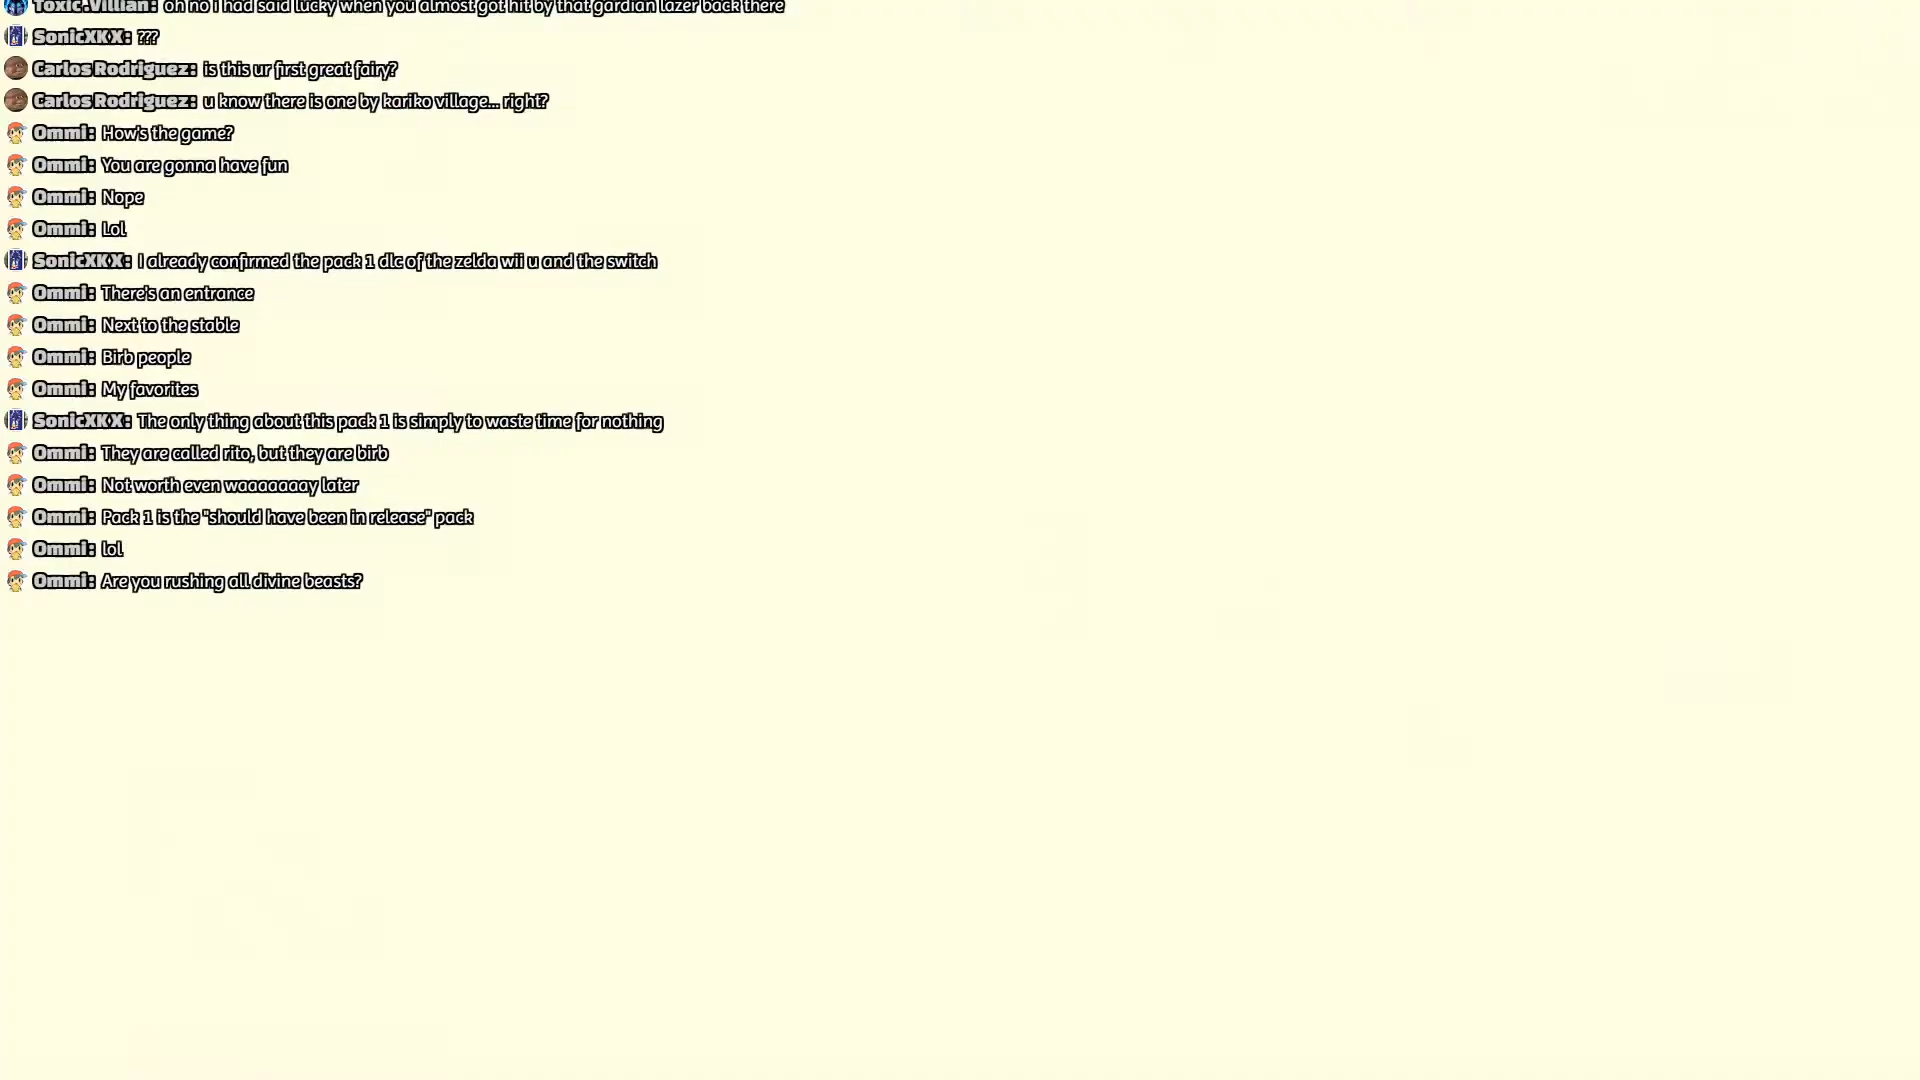 Toxic.Villian: oh no i had said lucky when you almost got hit by that gardian lazer back there
SonicXKX: ???
Carlos Rodriguez: is this ur first great fairy?
Carlos Rodriguez: u know there is one by kariko village... right?
Ommi: How's the game?
Ommi: You are gonna have fun
Ommi: Nope
Ommi: Lol
SonicXKX: I already confirmed the pack 1 dlc of the zelda wii u and the switch
Ommi: There's an entrance
Ommi: Next to the stable
Ommi: Birb people
Ommi: My favorites
SonicXKX: The only thing about this pack 1 is simply to waste time for nothing
Ommi: They are called rito, but they are birb
Ommi: Not worth even waaaaaaay later
Ommi: Pack 1 is the "should have been in release" pack
Ommi: lol
Ommi: Are you rushing all divine beasts?